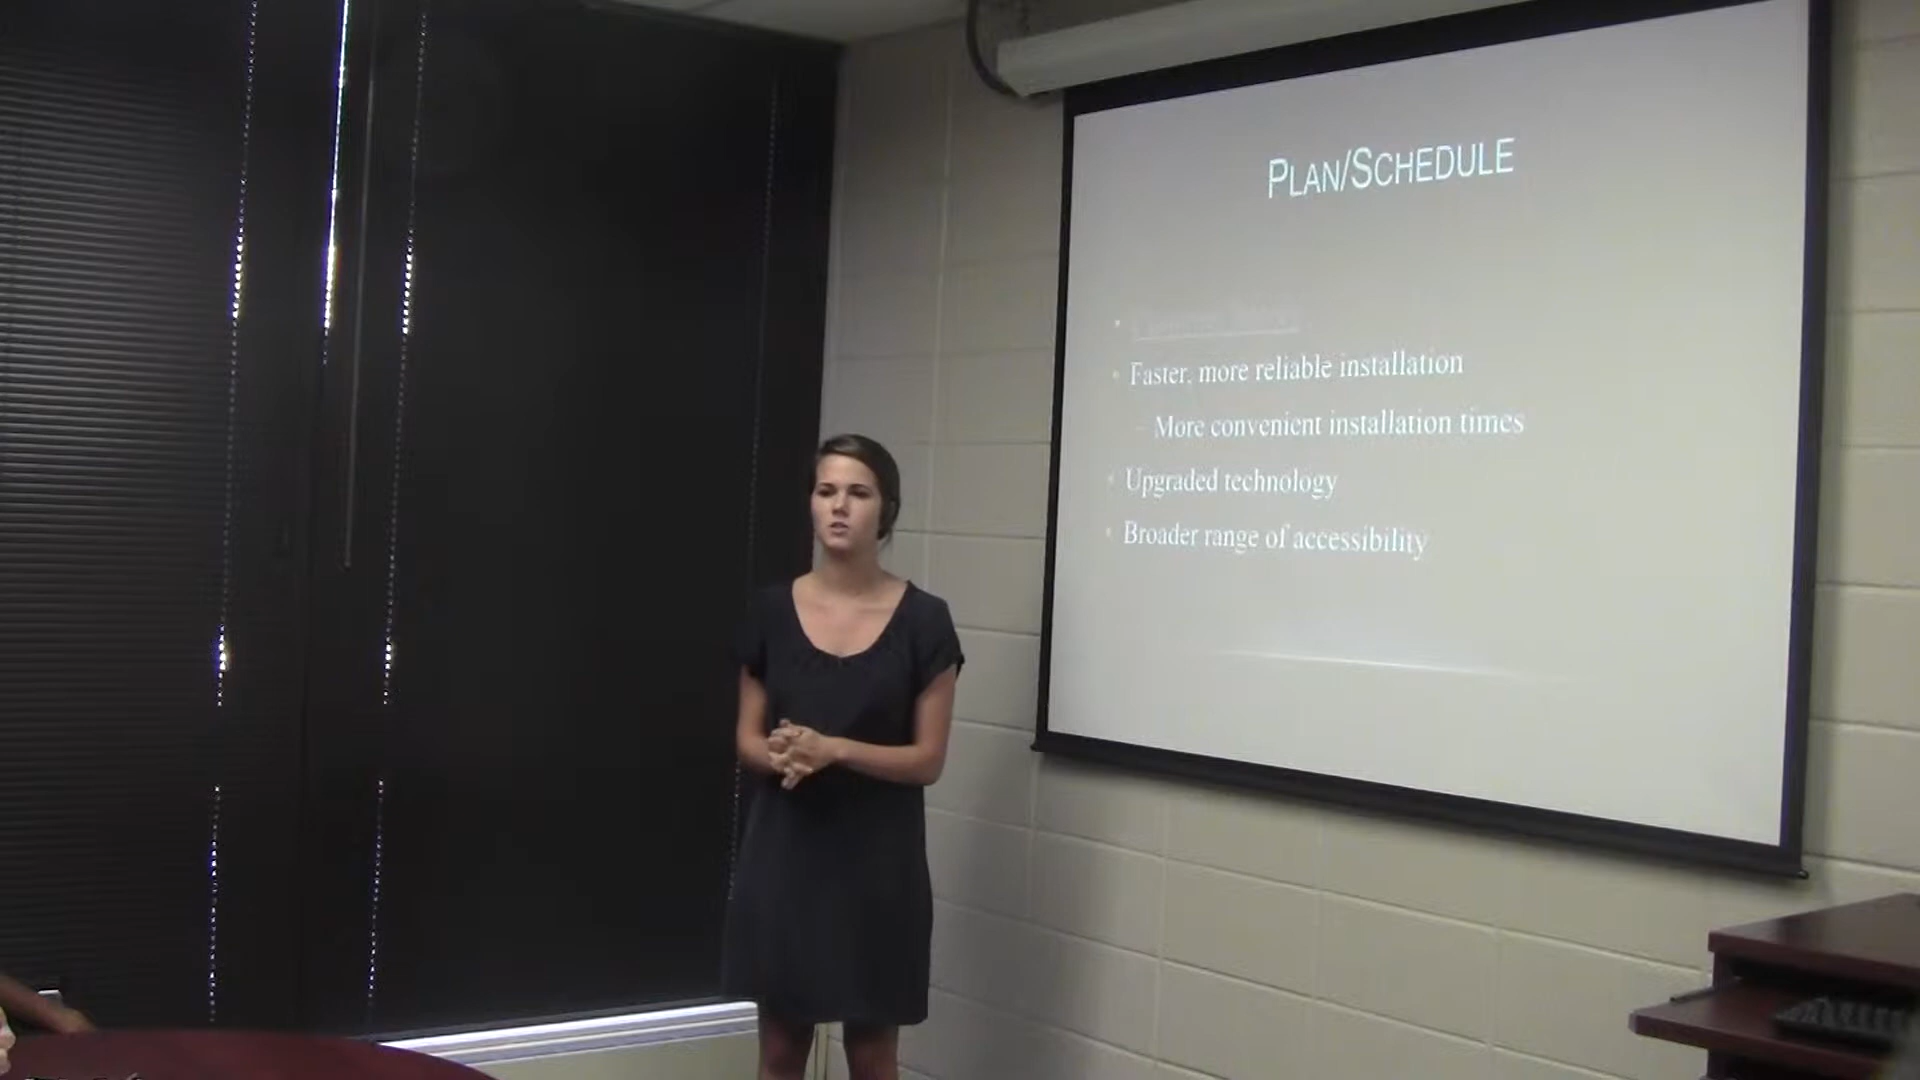 PLAN/SCHEDULE
Faster, more reliable installation
– More convenient installation times
Upgraded technology
Broader range of accessibility